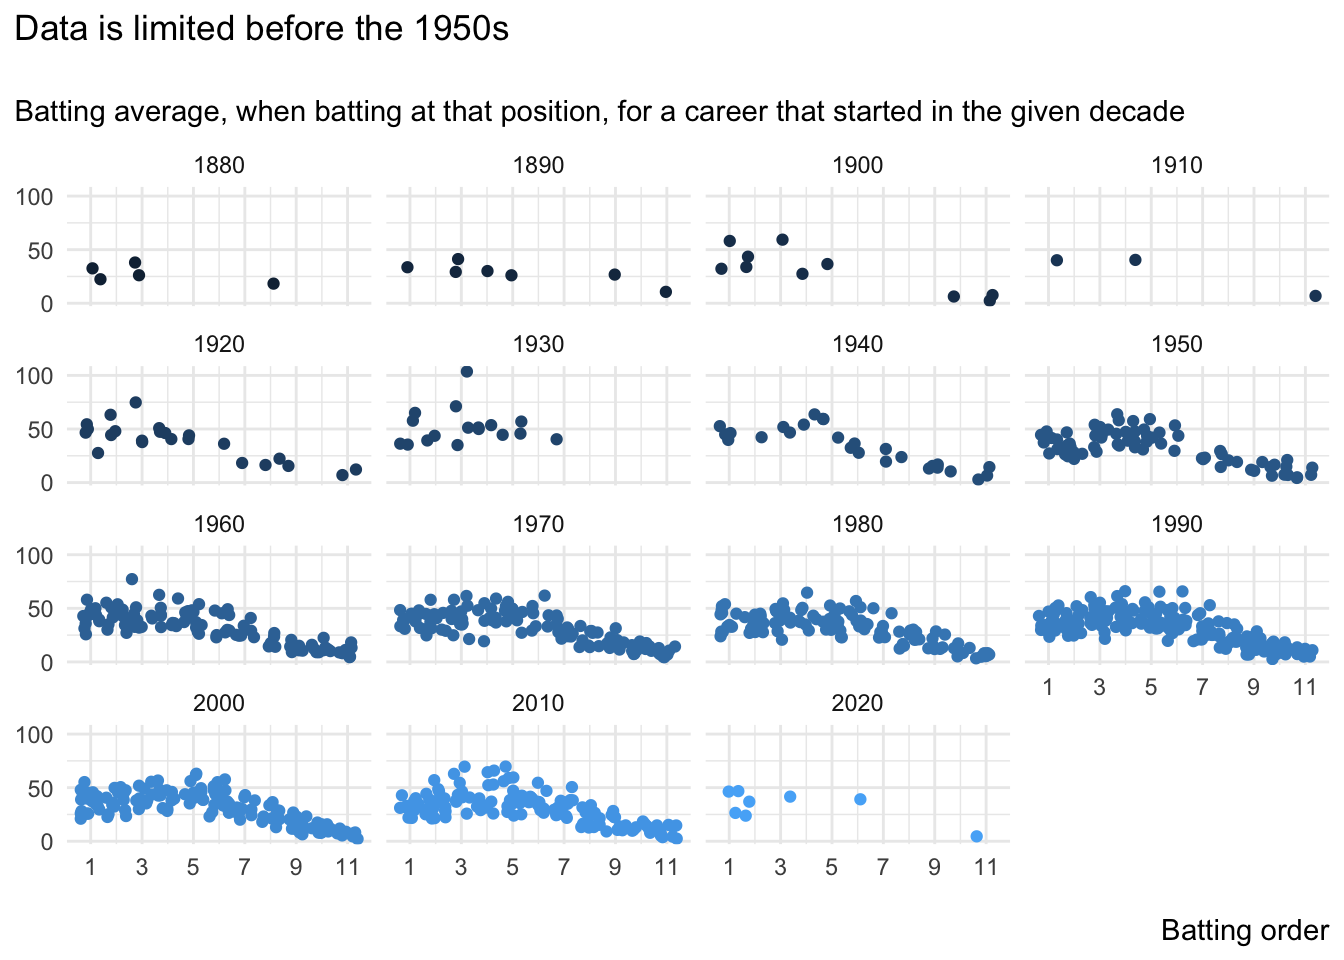 Data is limited before the 1950s
Batting average, when batting at that position, for a career that started in the given decade
1880 1890 1900 1910
100
50
0
1920 1930 1940 1950
100
50
0
1960 1970 1980 1990
100
50
0
1 3 5 7 9 11
2000 2010 2020
100
50
0
1 3 5 7 9 11 1 3 5 7 9 11 1 3 5 7 9 11
Batting order